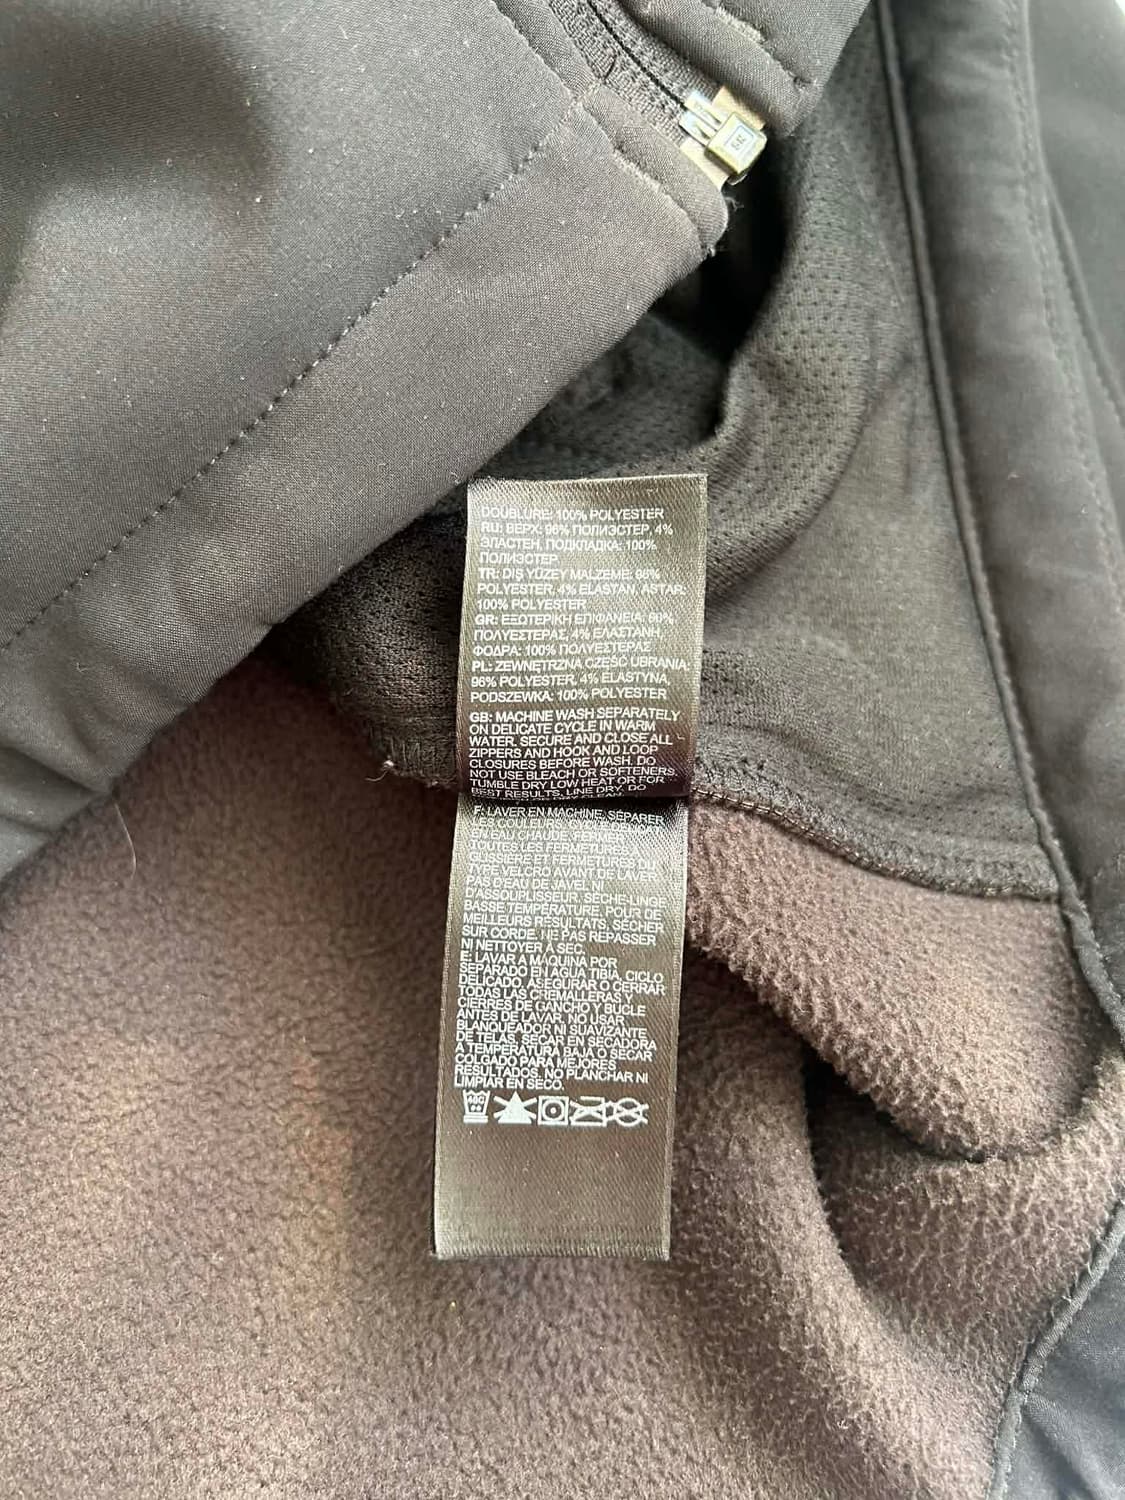 DOUBLURE: 100% POLYESTER
RU: ВЕРХ: 96% ПОЛИЭСТЕР, 4%
ЭЛАСТЕН, ПОДКЛАДКА: 100%
ПОЛИЭСТЕР
TR: DIŞ YÜZEY MALZEME: 96%
POLYESTER, 4% ELASTAN, ASTAR:
100% POLYESTER
GR: ΕΞΩΤΕΡΙΚΗ ΕΠΙΦΑΝΕΙΑ: 96%
ΠΟΛΥΕΣΤΕΡΑΣ, 4% ΕΛΑΣΤΑΝΗ,
ΦΟΔΡΑ: 100% ΠΟΛΥΕΣΤΕΡΑΣ
PL: ZEWNĘTRZNA CZĘŚĆ UBRANIA:
96% POLYESTER, 4% ELASTYNA,
PODSZEWKA: 100% POLYESTER
GB: MACHINE WASH SEPARATELY
ON DELICATE CYCLE IN WARM
WATER. SECURE AND CLOSE ALL
ZIPPERS AND HOOK AND LOOP
CLOSURES BEFORE WASH. DO
NOT USE BLEACH OR SOFTENERS.
TUMBLE DRY LOW HEAT OR FOR
BEST RESULTS, LINE DRY. DO
F: LAVER EN MACHINE, SÉPARER
EN EAU CHAUDE. FERMER
TOUTES LES FERMETURES
GLISSIÈRE ET FERMETURES DU
TYPE VELCRO AVANT DE LAVER.
PAS D'EAU DE JAVEL NI
D'ASSOUPLISSEUR. SÈCHE-LINGE
BASSE TEMPÉRATURE. POUR DE
MEILLEURS RÉSULTATS, SÉCHER
SUR CORDE. NE PAS REPASSER
NI NETTOYER À SEC.
E: LAVAR A MÁQUINA POR
SEPARADO EN AGUA TIBIA, CICLO
DELICADO, ASEGURAR O CERRAR
TODAS LAS CREMALLERAS Y
CIERRES DE GANCHO Y BUCLE
ANTES DE LAVAR. NO USAR
BLANQUEADOR NI SUAVIZANTE
DE TELAS. SECAR EN SECADORA
A TEMPERATURA BAJA O SECAR
COLGADO PARA MEJORES
RESULTADOS. NO PLANCHAR NI
LIMPIAR EN SECO.